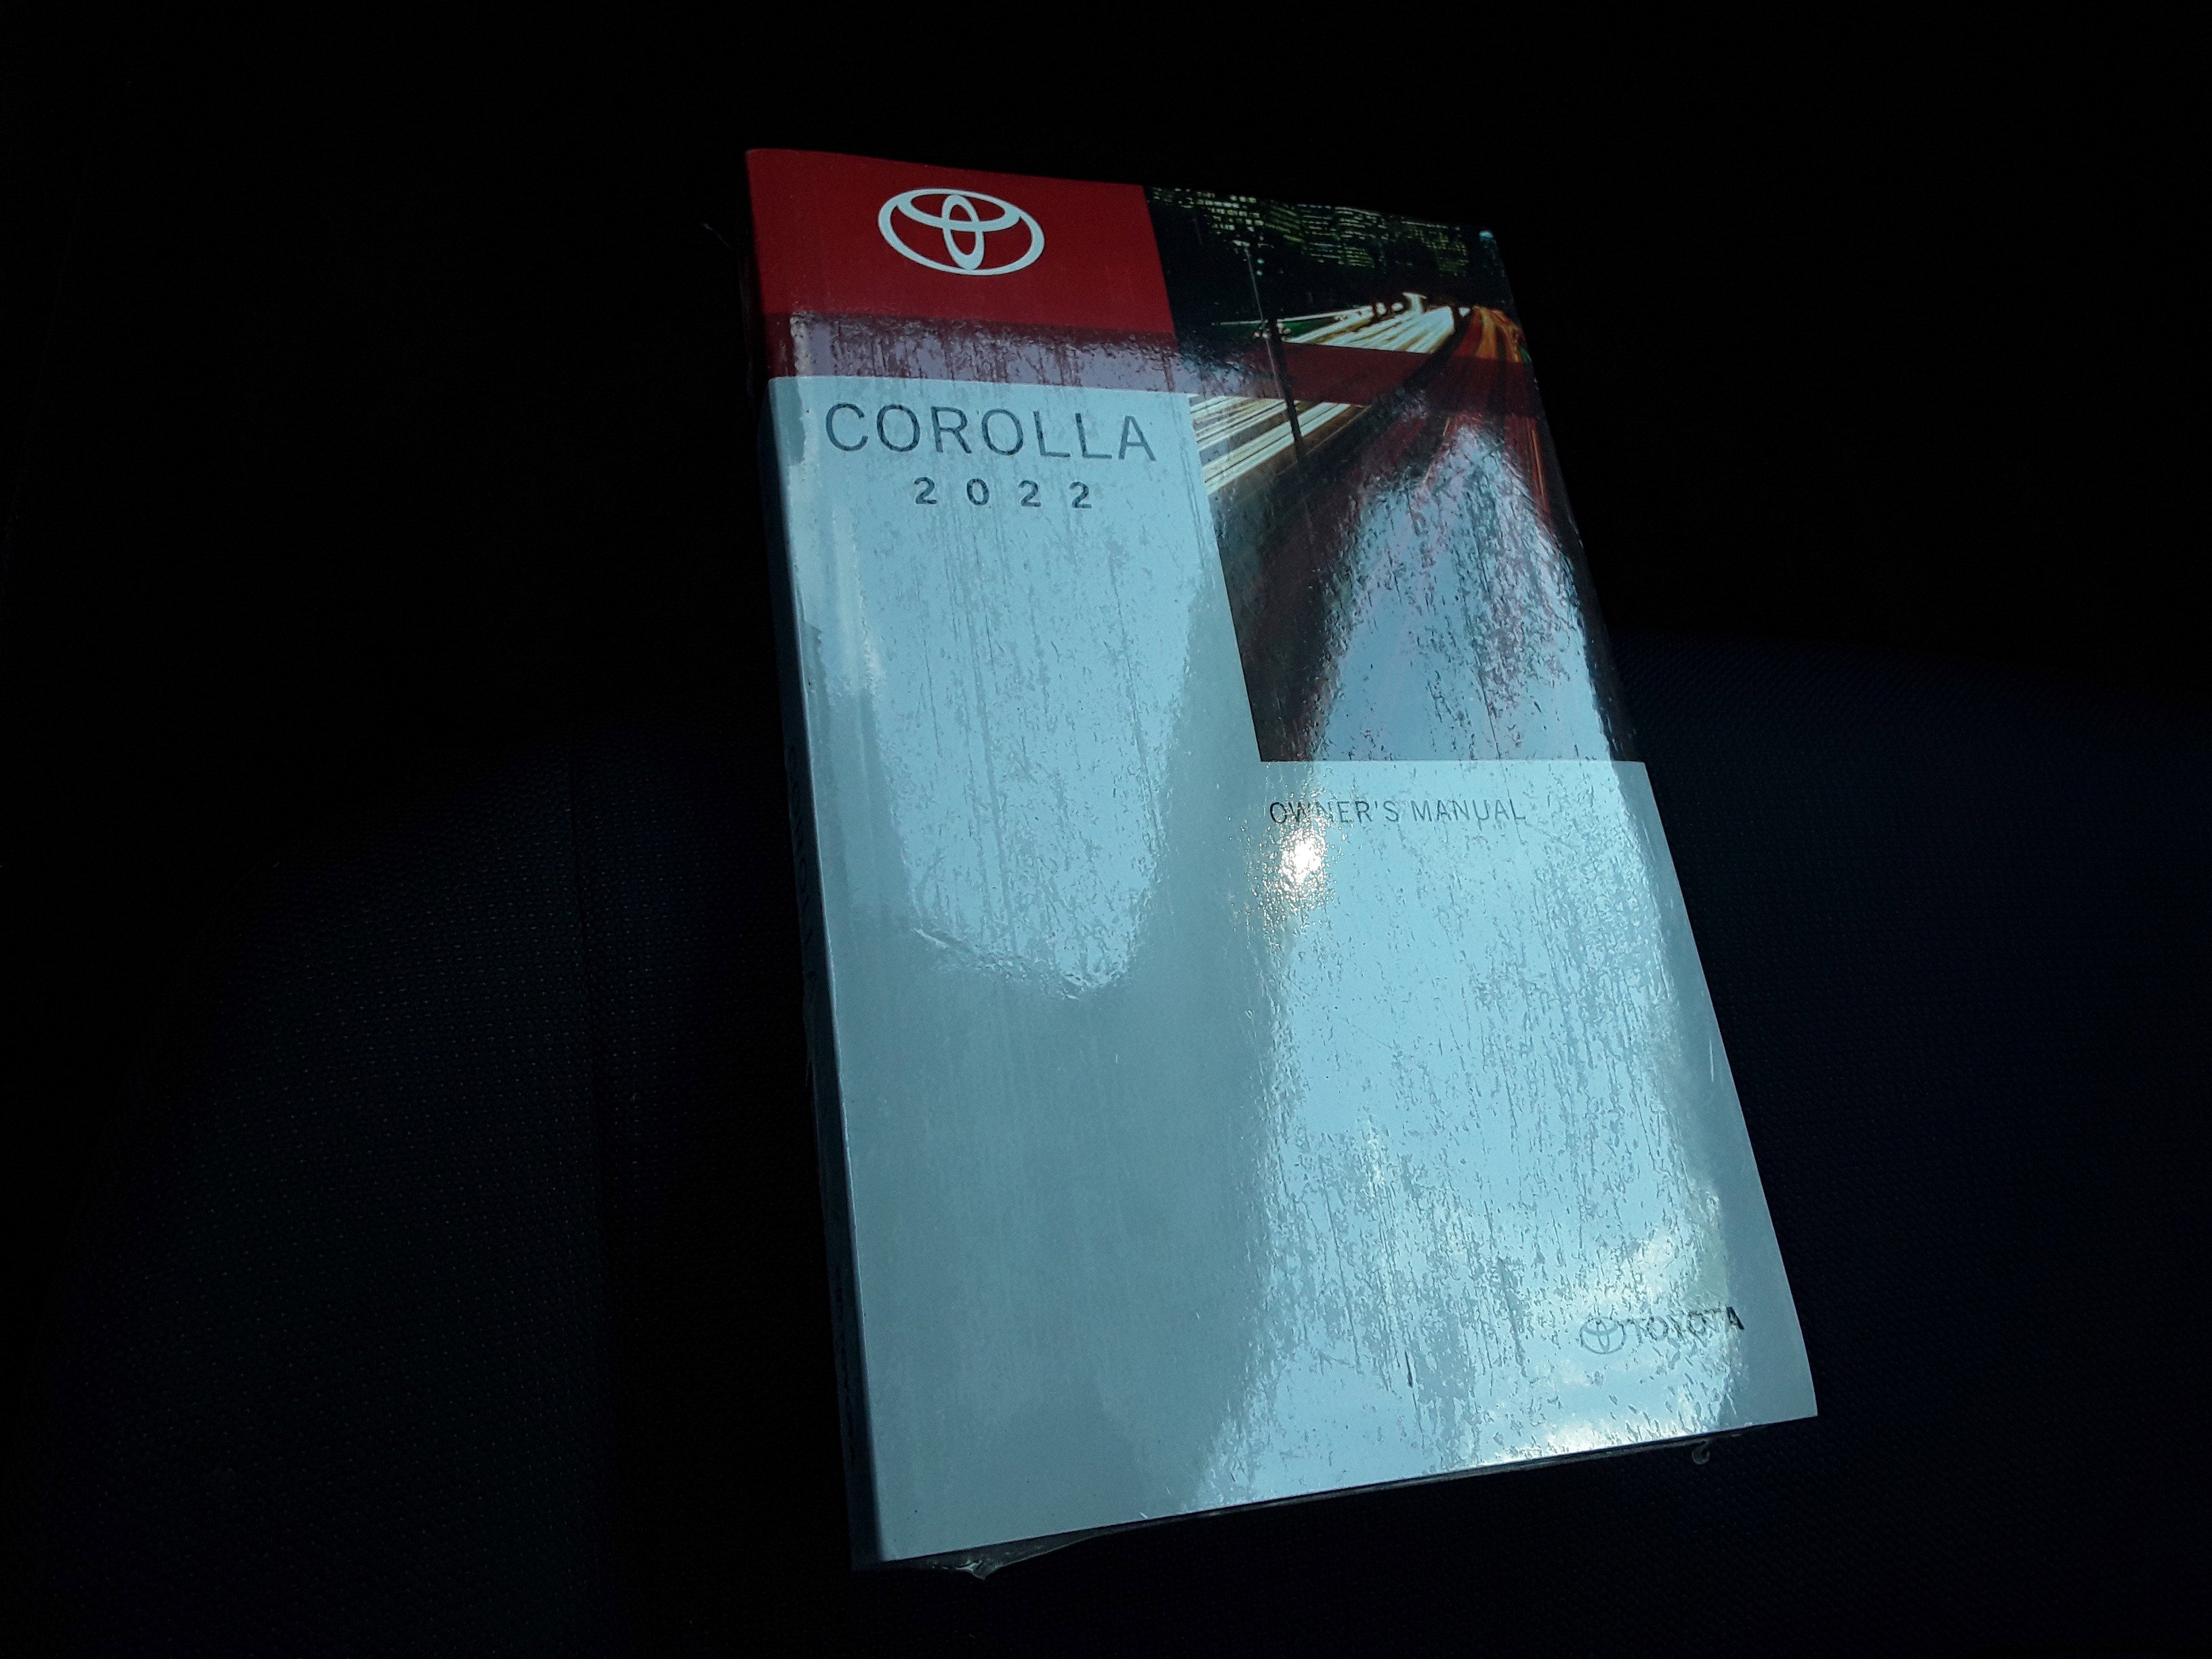 COROLLA
2022
OWNER'S MANUAL
TOYOTA